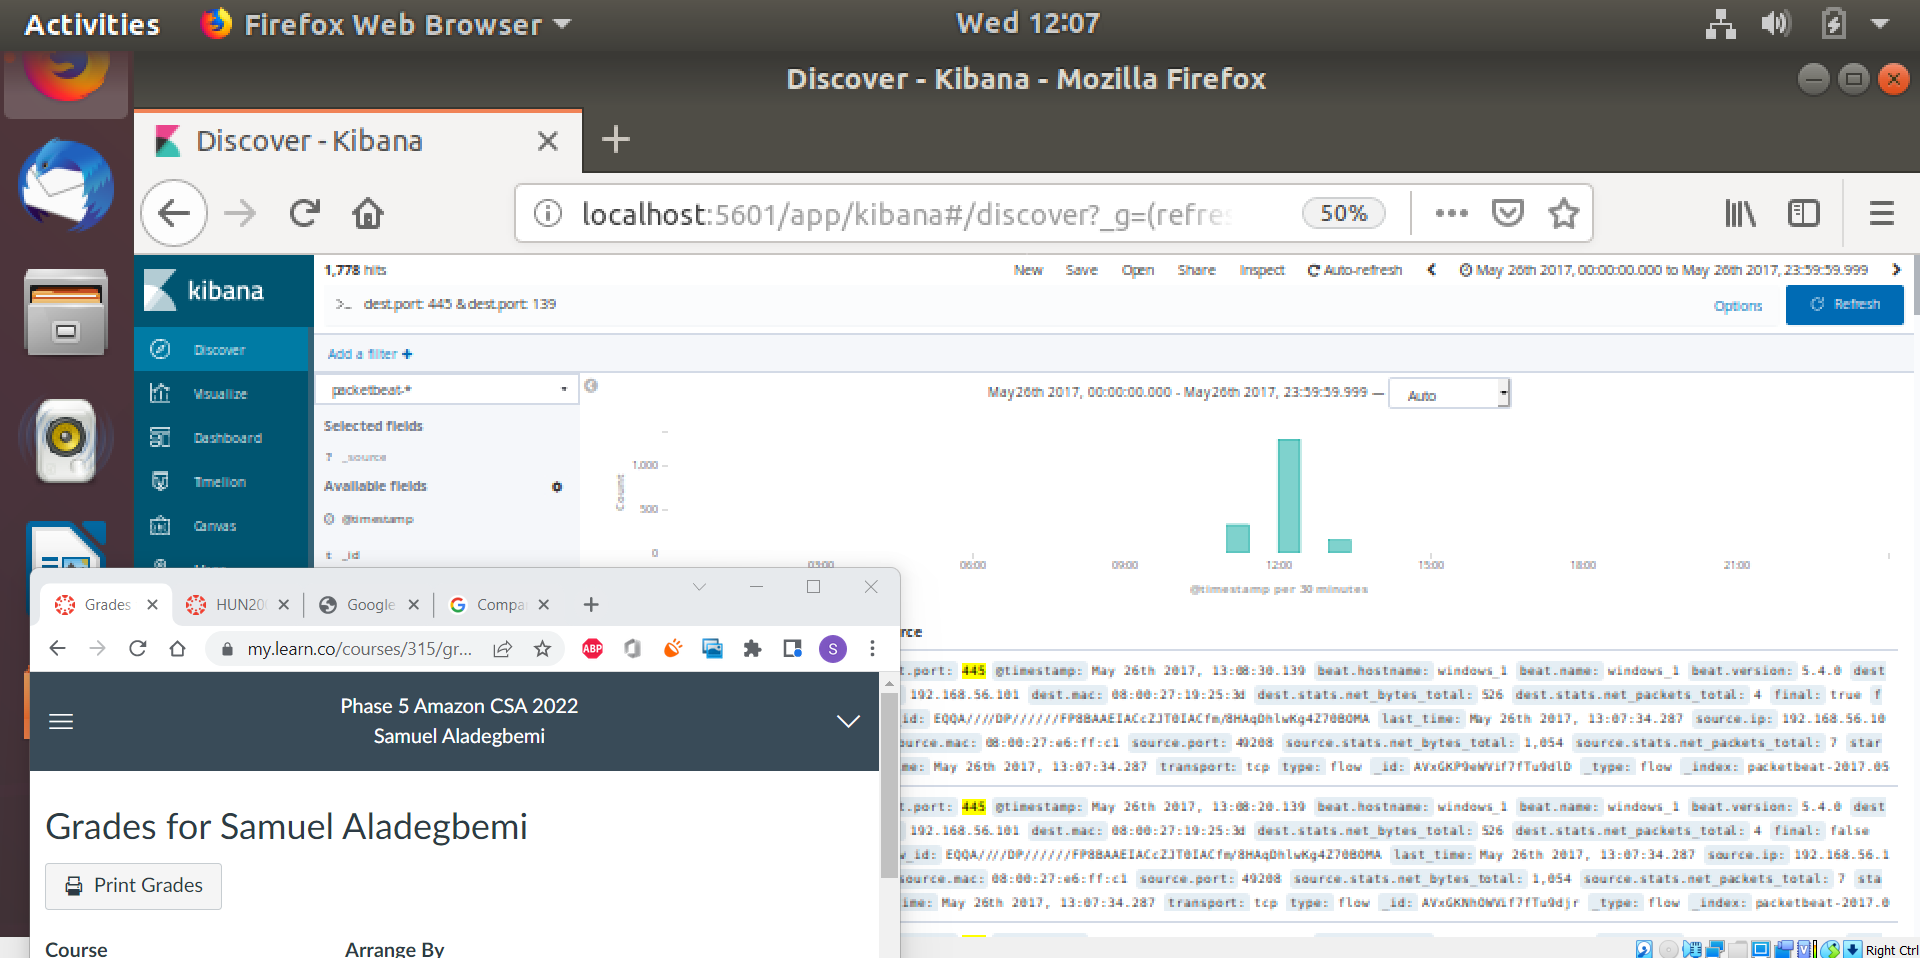 Activities Firefox Web Browser Wed 12:07
Discover - Kibana - Mozilla Firefox
Discover - Kibana
localhost:5601/app/kibana#/discover?_g=(refres 50%
kibana
1,778 hits New Save Open Share Inspect Auto-refresh May 26th 2017, 00:00:00.000 to May 26th 2017, 23:59:59.999
>_ dest.port: 445 & dest.port: 139 Options Refresh
Discover
Add a filter +
packetbeat-*
May 26th 2017, 00:00:00.000 - May 26th 2017, 23:59:59.999 — Auto
Visualize
Selected fields
Dashboard
? _source
Timelion
Available fields
@timestamp
Canvas
t _id
Count
1,000
500
0
03:00 06:00 09:00 12:00 15:00 18:00 21:00
@timestamp per 30 minutes
rce
t.port: 445 @timestamp: May 26th 2017, 13:08:30.139 beat.hostname: windows_1 beat.name: windows_1 beat.version: 5.4.0 dest
192.168.56.101 dest.mac: 08:00:27:19:25:3d dest.stats.net_bytes_total: 526 dest.stats.net_packets_total: 4 final: true f
id: EQQA////DP//////FP8BAAEIACcZJT0IACfm/8HAqDhlwKg4Z70BOMA last_time: May 26th 2017, 13:07:34.287 source.ip: 192.168.56.10
ource.mac: 08:00:27:e6:ff:c1 source.port: 49208 source.stats.net_bytes_total: 1,054 source.stats.net_packets_total: 7 star
me: May 26th 2017, 13:07:34.287 transport: tcp type: flow _id: AVxGKP9eWVif7fTu9dlD _type: flow _index: packetbeat-2017.05
t.port: 445 @timestamp: May 26th 2017, 13:08:20.139 beat.hostname: windows_1 beat.name: windows_1 beat.version: 5.4.0 dest
192.168.56.101 dest.mac: 08:00:27:19:25:3d dest.stats.net_bytes_total: 526 dest.stats.net_packets_total: 4 final: false
w_id: EQQA////DP//////FP8BAAEIACcZJT0IACfm/8HAqDhlwKg4Z70BOMA last_time: May 26th 2017, 13:07:34.287 source.ip: 192.168.56.1
source.mac: 08:00:27:e6:ff:c1 source.port: 49208 source.stats.net_bytes_total: 1,054 source.stats.net_packets_total: 7 sta
ime: May 26th 2017, 13:07:34.287 transport: tcp type: flow _id: AVxGKNhOWVif7fTu9djr _type: flow _index: packetbeat-2017.0
Grades HUN20 Google Compa
my.learn.co/courses/315/gr... ABP S
Phase 5 Amazon CSA 2022
Samuel Aladegbemi
Grades for Samuel Aladegbemi
Print Grades
Course Arrange By
Right Ctrl